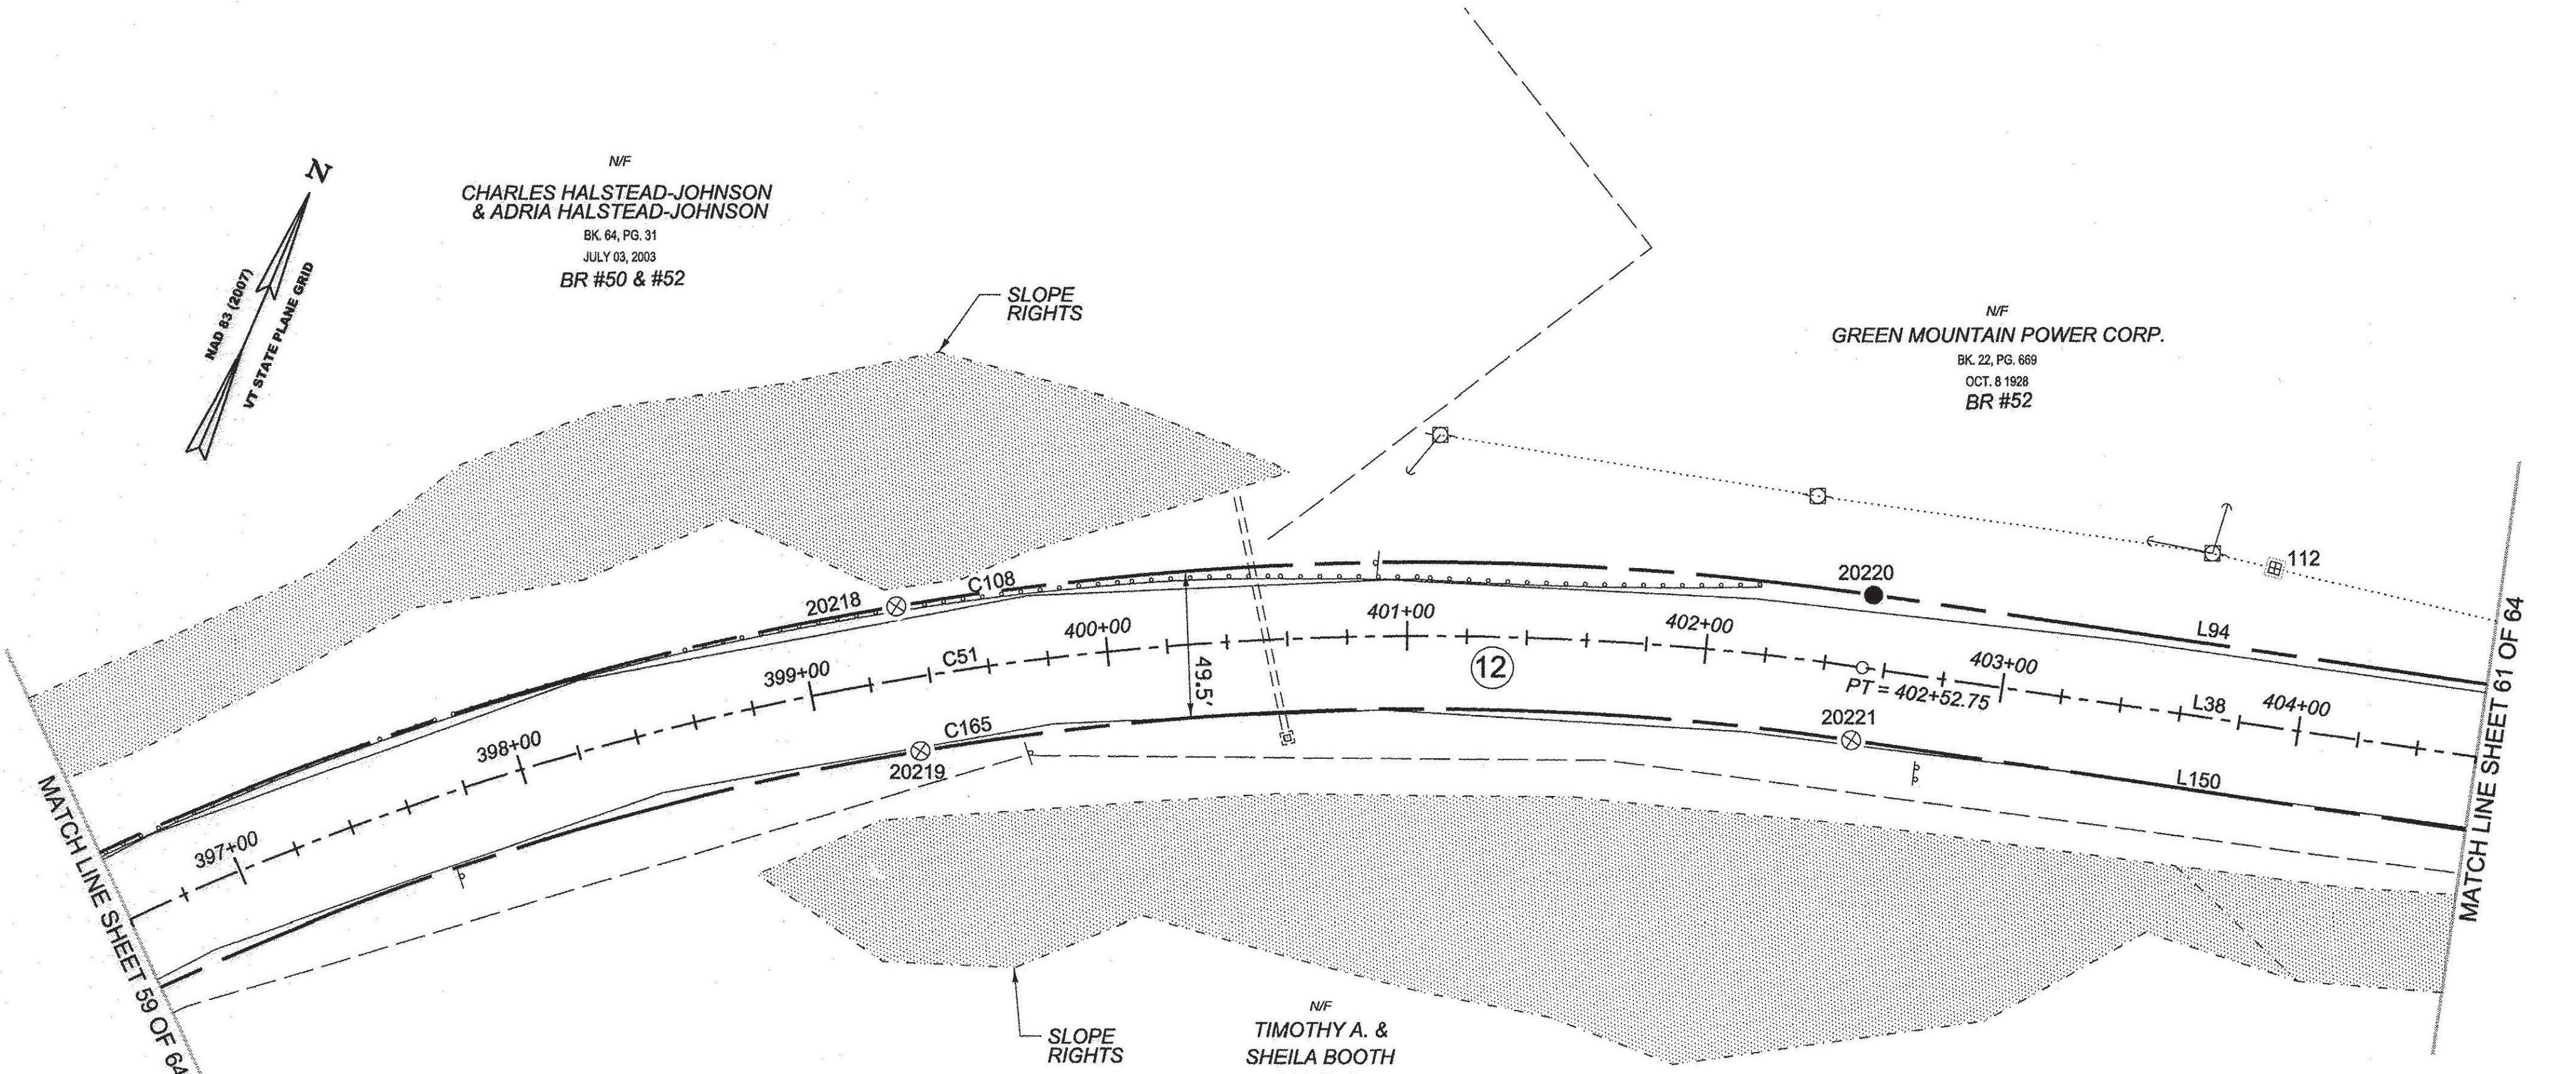 N
NAD 83 (2007)
VT STATE PLANE GRID
N/F
CHARLES HALSTEAD-JOHNSON
& ADRIA HALSTEAD-JOHNSON
BK. 64, PG. 31
JULY 03, 2003
BR #50 & #52
SLOPE
RIGHTS
N/F
GREEN MOUNTAIN POWER CORP.
BK. 22, PG. 669
OCT. 8 1928
BR #52
112
20218
C108
20220
L94
397+00
398+00
399+00
C51
400+00
401+00
402+00
403+00
404+00
49.5'
12
PT = 402+52.75
L38
C165
20219
20221
L150
MATCH LINE SHEET 59 OF 64
MATCH LINE SHEET 61 OF 64
SLOPE
RIGHTS
N/F
TIMOTHY A. &
SHEILA BOOTH